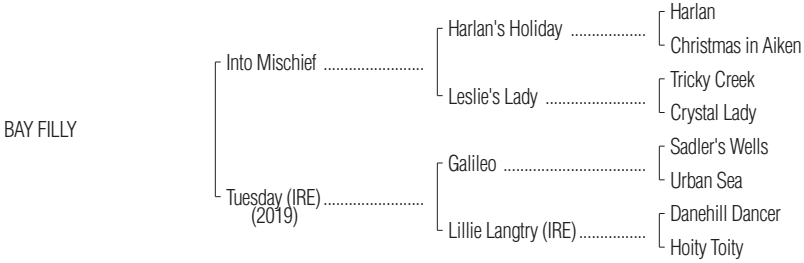 Harlan
Harlan's Holiday ..................
Christmas in Aiken
Into Mischief ........................
Tricky Creek
Leslie's Lady ........................
Crystal Lady
BAY FILLY
Sadler's Wells
Galileo ..................................
Urban Sea
Tuesday (IRE)........................
(2019)
Danehill Dancer
Lillie Langtry (IRE)................
Hoity Toity